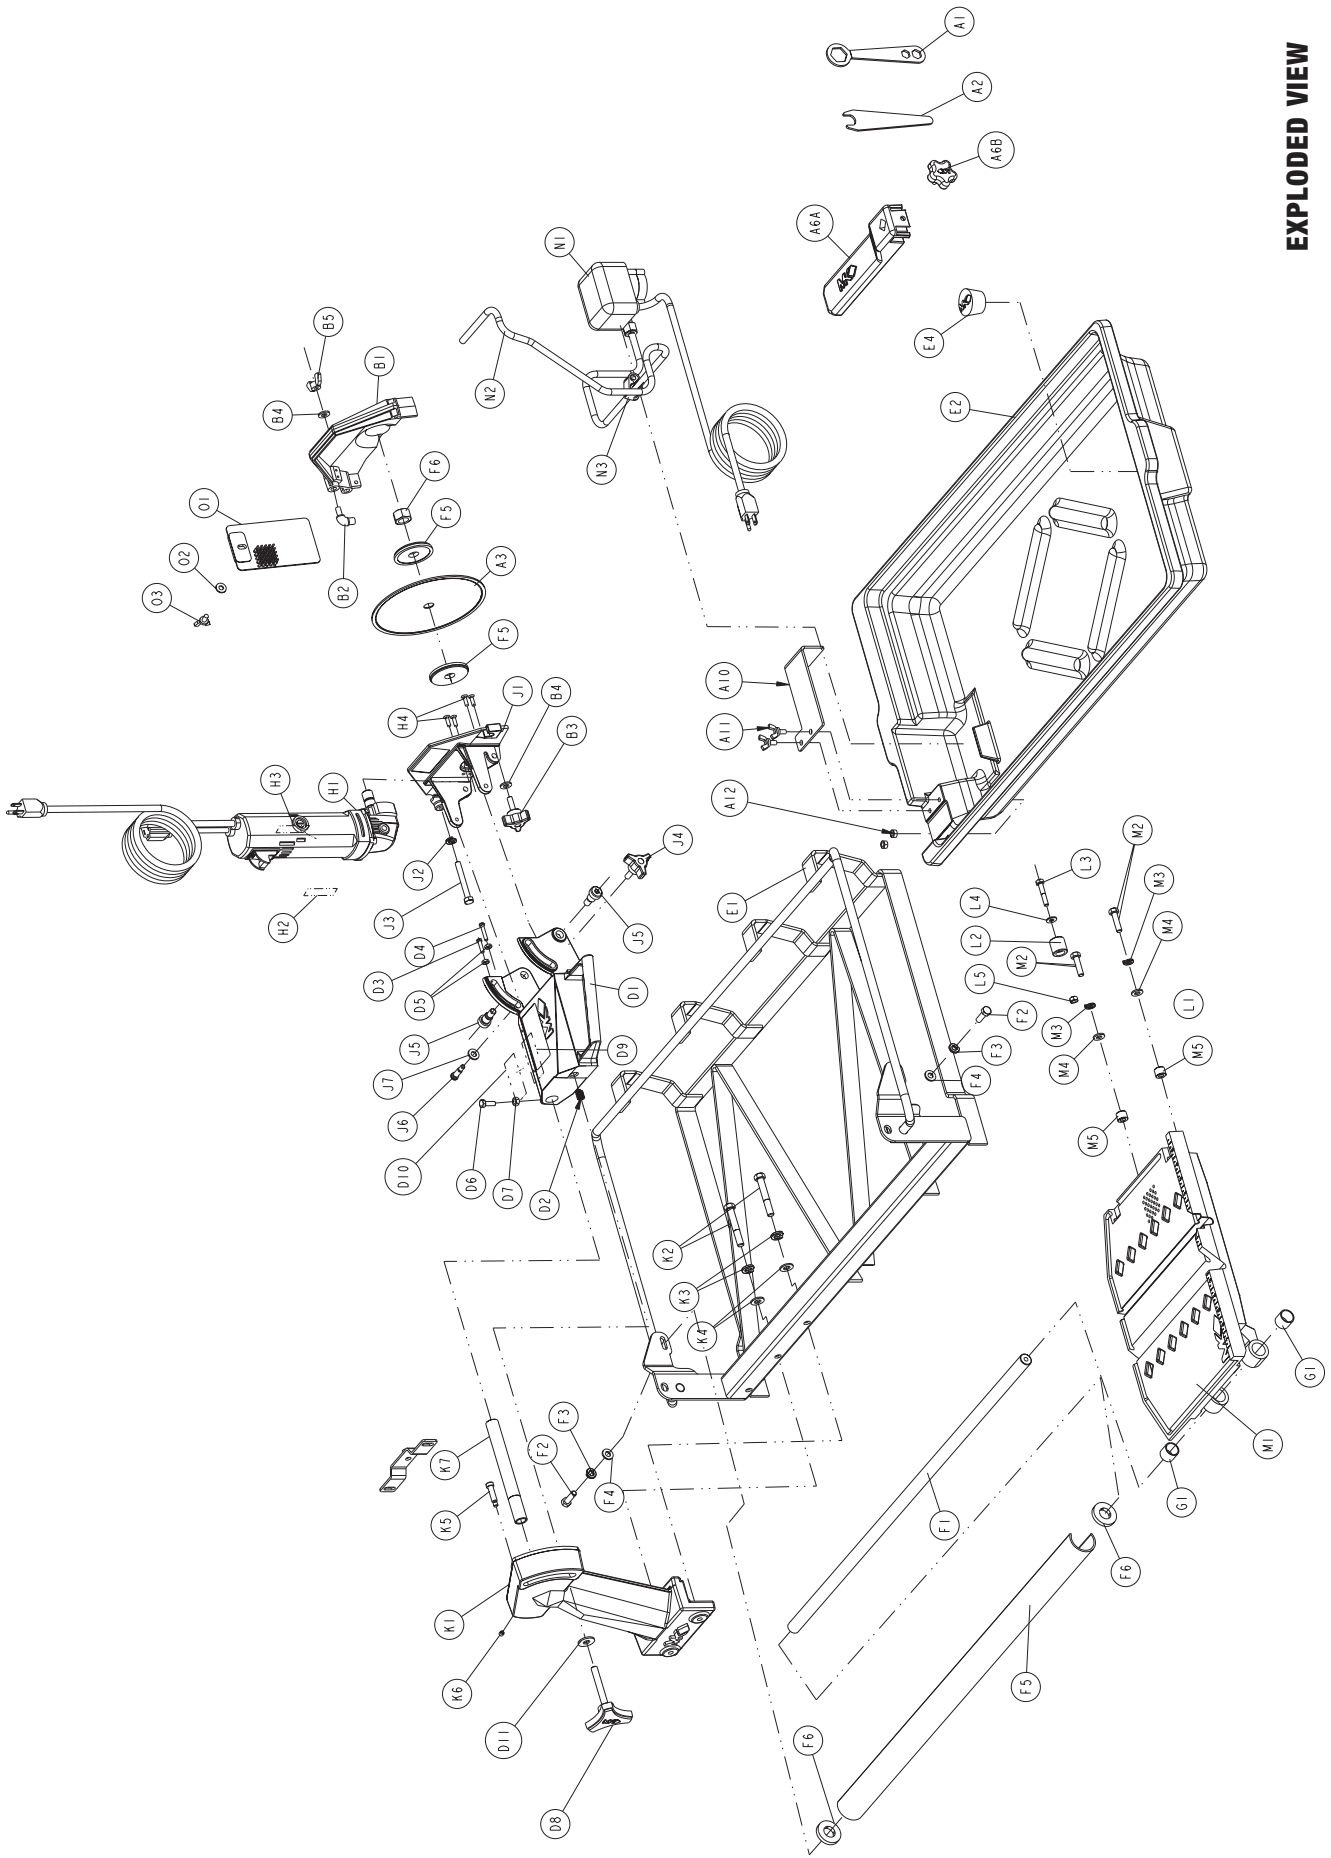 O3
O2
O1
H2
H3
B4
B5
H1
B2
B1
J3
D10
J6
D3
H4
J7
J5
D5
D4
J2
F6
K6
K1
K5
K7
D6
F5
A3
N2
D11
D7
F5
J1
D8
F2
D2
B4
N1
F3
B3
F4
N3
D9
D1
J5
K2
J4
K3
K4
A11
A10
A12
E1
F6
A6A
F1
E4
F4
L2
L4
E2
A1
L5
F3
A2
A6B
F2
M2
F5
M3
M4
L3
M5
F6
M2
M3
M4
G1
L1
M5
M1
G1
EXPLODED VIEW